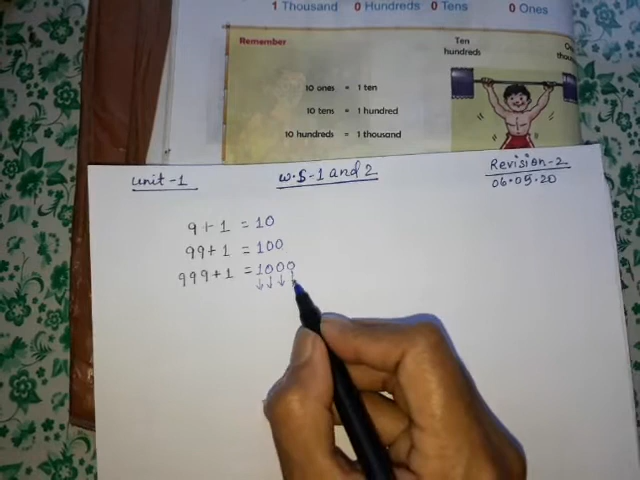 1 Thousand 0 Hundreds 0 Tens 0 Ones
Remember
Ten
hundreds
10 ones = 1 ten
10 tens = 1 hundred
10 hundreds = 1 thousand
unit-1
W.S-1 and 2
Revision-2
06.05.20
9+1 = 10
99+1 = 100
999+1 = 1000